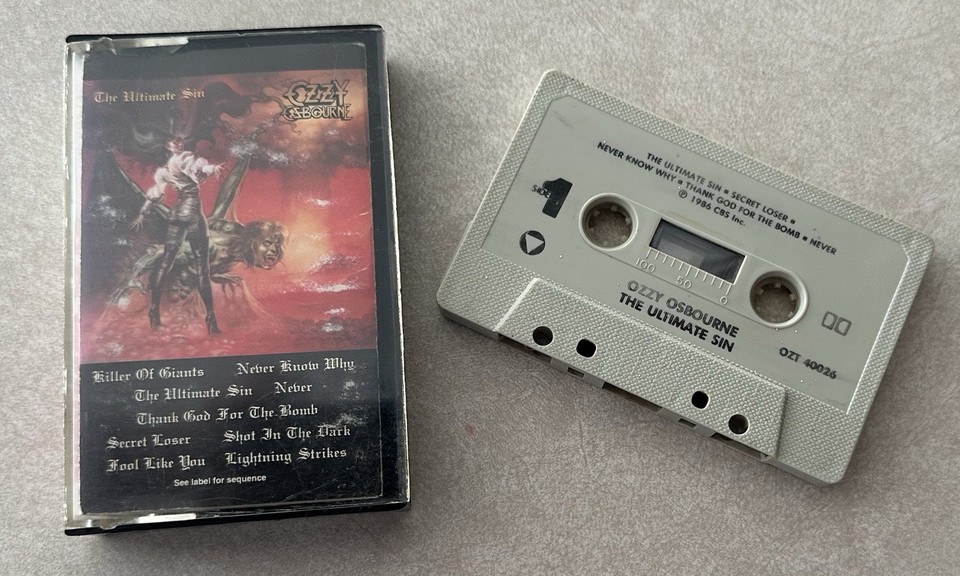 The Ultimate Sin
OZZY
OSBOURNE
Killer Of Giants Never Know Why
The Ultimate Sin Never
Thank God For The Bomb
Secret Loser Shot In The Dark
Fool Like You Lightning Strikes
See label for sequence
THE ULTIMATE SIN ■ SECRET LOSER ■
NEVER KNOW WHY ■ THANK GOD FOR THE BOMB ■ NEVER
℗ 1986 CBS Inc.
SIDE 1
100 50 0
OZZY OSBOURNE
THE ULTIMATE SIN
OZT 40026